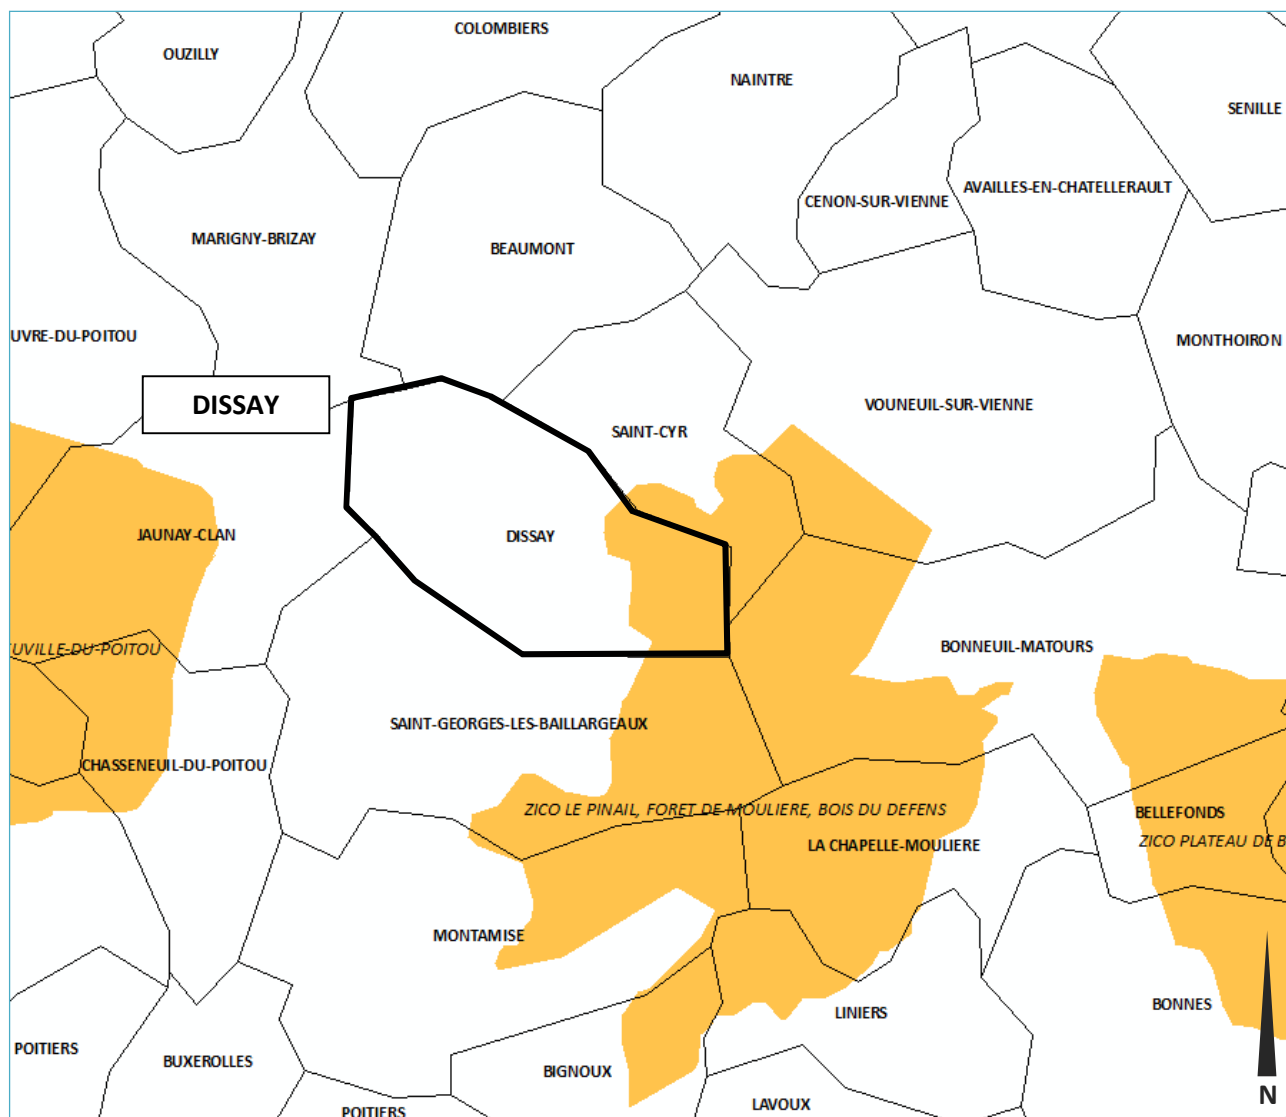 COLOMBIERS
OUZILLY
NAINTRE
SENILLE
AVAILLES-EN-CHATELLERAULT
CENON-SUR-VIENNE
MARIGNY-BRIZAY
BEAUMONT
UVRE-DU-POITOU
MONTHOIRON
DISSAY
VOUNEUIL-SUR-VIENNE
SAINT-CYR
JAUNAY-CLAN
DISSAY
UVILLE-DU-POITOU
BONNEUIL-MATOURS
SAINT-GEORGES-LES-BAILLARGEAUX
CHASSENEUIL-DU-POITOU
ZICO LE PINAIL, FORET DE MOULIERE, BOIS DU DEFENS
BELLEFONDS
LA CHAPELLE-MOULIERE
ZICO PLATEAU DE B
MONTAMISE
BONNES
LINIERS
POITIERS
BUXEROLLES
BIGNOUX
N
LAVOUX
POITIERS